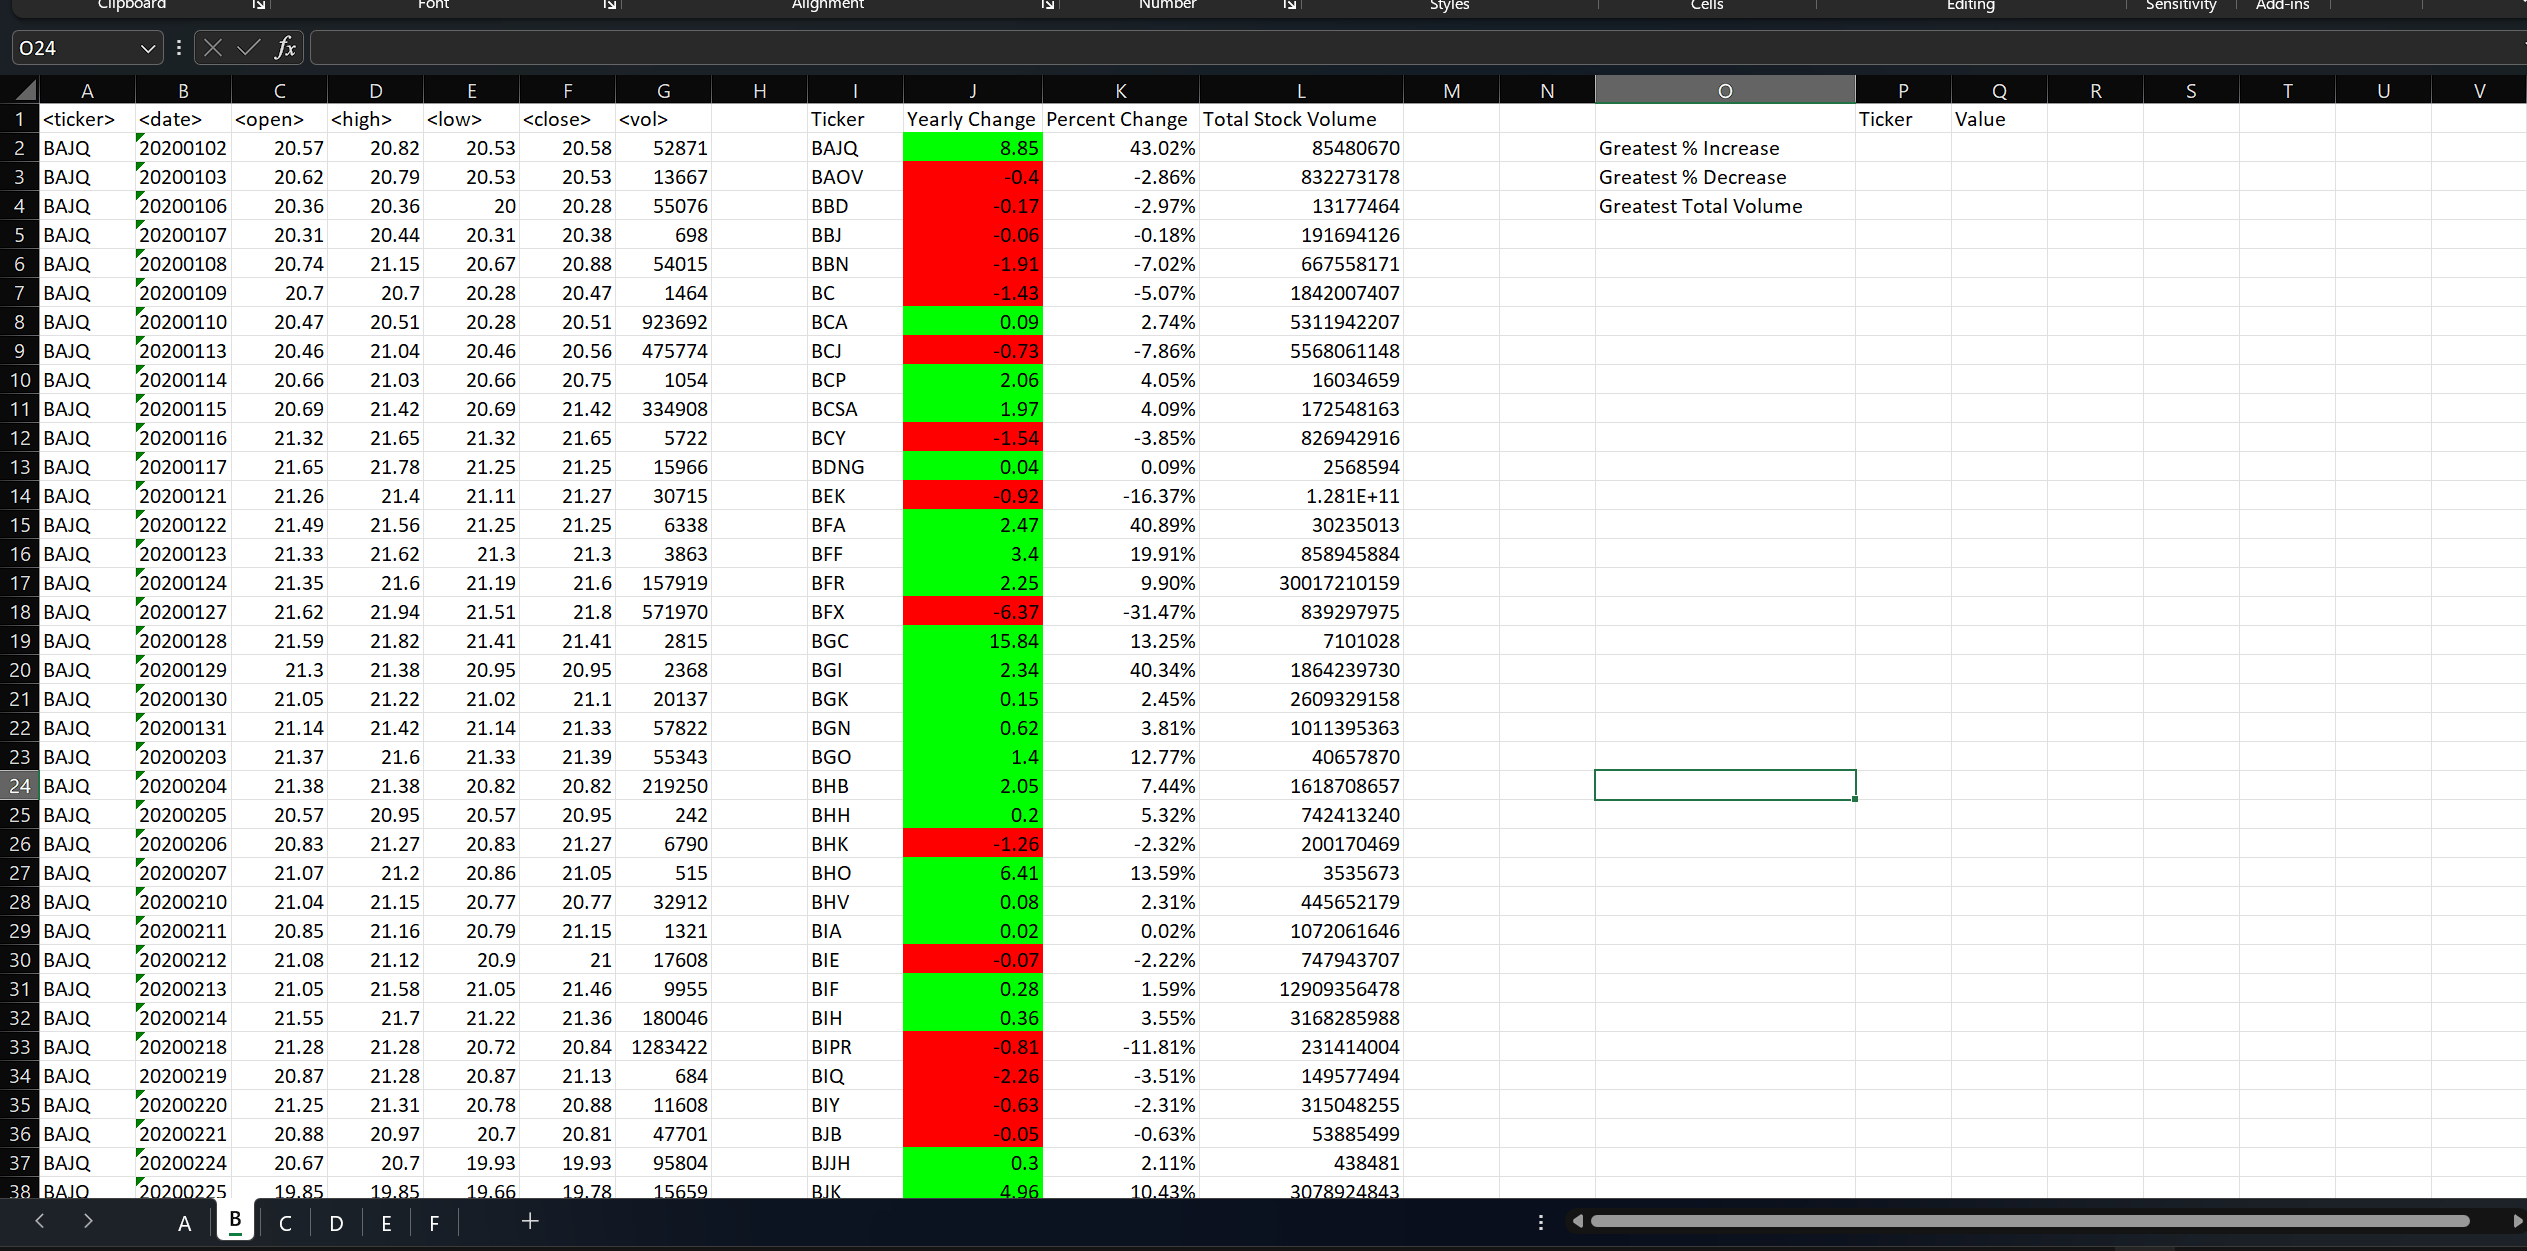 Clipboard Font Alignment Number Styles Cells Editing Sensitivity Add-ins
O24 fx
A B C D E F G H I J K L M N O P Q R S T U V
1 <ticker> <date> <open> <high> <low> <close> <vol> Ticker Yearly Change Percent Change Total Stock Volume Ticker Value
2 BAJQ 20200102 20.57 20.82 20.53 20.58 52871 BAJQ 8.85 43.02% 85480670 Greatest % Increase
3 BAJQ 20200103 20.62 20.79 20.53 20.53 13667 BAOV -0.4 -2.86% 832273178 Greatest % Decrease
4 BAJQ 20200106 20.36 20.36 20 20.28 55076 BBD -0.17 -2.97% 13177464 Greatest Total Volume
5 BAJQ 20200107 20.31 20.44 20.31 20.38 698 BBJ -0.06 -0.18% 191694126
6 BAJQ 20200108 20.74 21.15 20.67 20.88 54015 BBN -1.91 -7.02% 667558171
7 BAJQ 20200109 20.7 20.7 20.28 20.47 1464 BC -1.43 -5.07% 1842007407
8 BAJQ 20200110 20.47 20.51 20.28 20.51 923692 BCA 0.09 2.74% 5311942207
9 BAJQ 20200113 20.46 21.04 20.46 20.56 475774 BCJ -0.73 -7.86% 5568061148
10 BAJQ 20200114 20.66 21.03 20.66 20.75 1054 BCP 2.06 4.05% 16034659
11 BAJQ 20200115 20.69 21.42 20.69 21.42 334908 BCSA 1.97 4.09% 172548163
12 BAJQ 20200116 21.32 21.65 21.32 21.65 5722 BCY -1.54 -3.85% 826942916
13 BAJQ 20200117 21.65 21.78 21.25 21.25 15966 BDNG 0.04 0.09% 2568594
14 BAJQ 20200121 21.26 21.4 21.11 21.27 30715 BEK -0.92 -16.37% 1.281E+11
15 BAJQ 20200122 21.49 21.56 21.25 21.25 6338 BFA 2.47 40.89% 30235013
16 BAJQ 20200123 21.33 21.62 21.3 21.3 3863 BFF 3.4 19.91% 858945884
17 BAJQ 20200124 21.35 21.6 21.19 21.6 157919 BFR 2.25 9.90% 30017210159
18 BAJQ 20200127 21.62 21.94 21.51 21.8 571970 BFX -6.37 -31.47% 839297975
19 BAJQ 20200128 21.59 21.82 21.41 21.41 2815 BGC 15.84 13.25% 7101028
20 BAJQ 20200129 21.3 21.38 20.95 20.95 2368 BGI 2.34 40.34% 1864239730
21 BAJQ 20200130 21.05 21.22 21.02 21.1 20137 BGK 0.15 2.45% 2609329158
22 BAJQ 20200131 21.14 21.42 21.14 21.33 57822 BGN 0.62 3.81% 1011395363
23 BAJQ 20200203 21.37 21.6 21.33 21.39 55343 BGO 1.4 12.77% 40657870
24 BAJQ 20200204 21.38 21.38 20.82 20.82 219250 BHB 2.05 7.44% 1618708657
25 BAJQ 20200205 20.57 20.95 20.57 20.95 242 BHH 0.2 5.32% 742413240
26 BAJQ 20200206 20.83 21.27 20.83 21.27 6790 BHK -1.26 -2.32% 200170469
27 BAJQ 20200207 21.07 21.2 20.86 21.05 515 BHO 6.41 13.59% 3535673
28 BAJQ 20200210 21.04 21.15 20.77 20.77 32912 BHV 0.08 2.31% 445652179
29 BAJQ 20200211 20.85 21.16 20.79 21.15 1321 BIA 0.02 0.02% 1072061646
30 BAJQ 20200212 21.08 21.12 20.9 21 17608 BIE -0.07 -2.22% 747943707
31 BAJQ 20200213 21.05 21.58 21.05 21.46 9955 BIF 0.28 1.59% 12909356478
32 BAJQ 20200214 21.55 21.7 21.22 21.36 180046 BIH 0.36 3.55% 3168285988
33 BAJQ 20200218 21.28 21.28 20.72 20.84 1283422 BIPR -0.81 -11.81% 231414004
34 BAJQ 20200219 20.87 21.28 20.87 21.13 684 BIQ -2.26 -3.51% 149577494
35 BAJQ 20200220 21.25 21.31 20.78 20.88 11608 BIY -0.63 -2.31% 315048255
36 BAJQ 20200221 20.88 20.97 20.7 20.81 47701 BJB -0.05 -0.63% 53885499
37 BAJQ 20200224 20.67 20.7 19.93 19.93 95804 BJJH 0.3 2.11% 438481
38 BAJQ 20200225 19.85 19.85 19.66 19.78 15659 BJK 4.96 10.43% 3078924843
A B C D E F